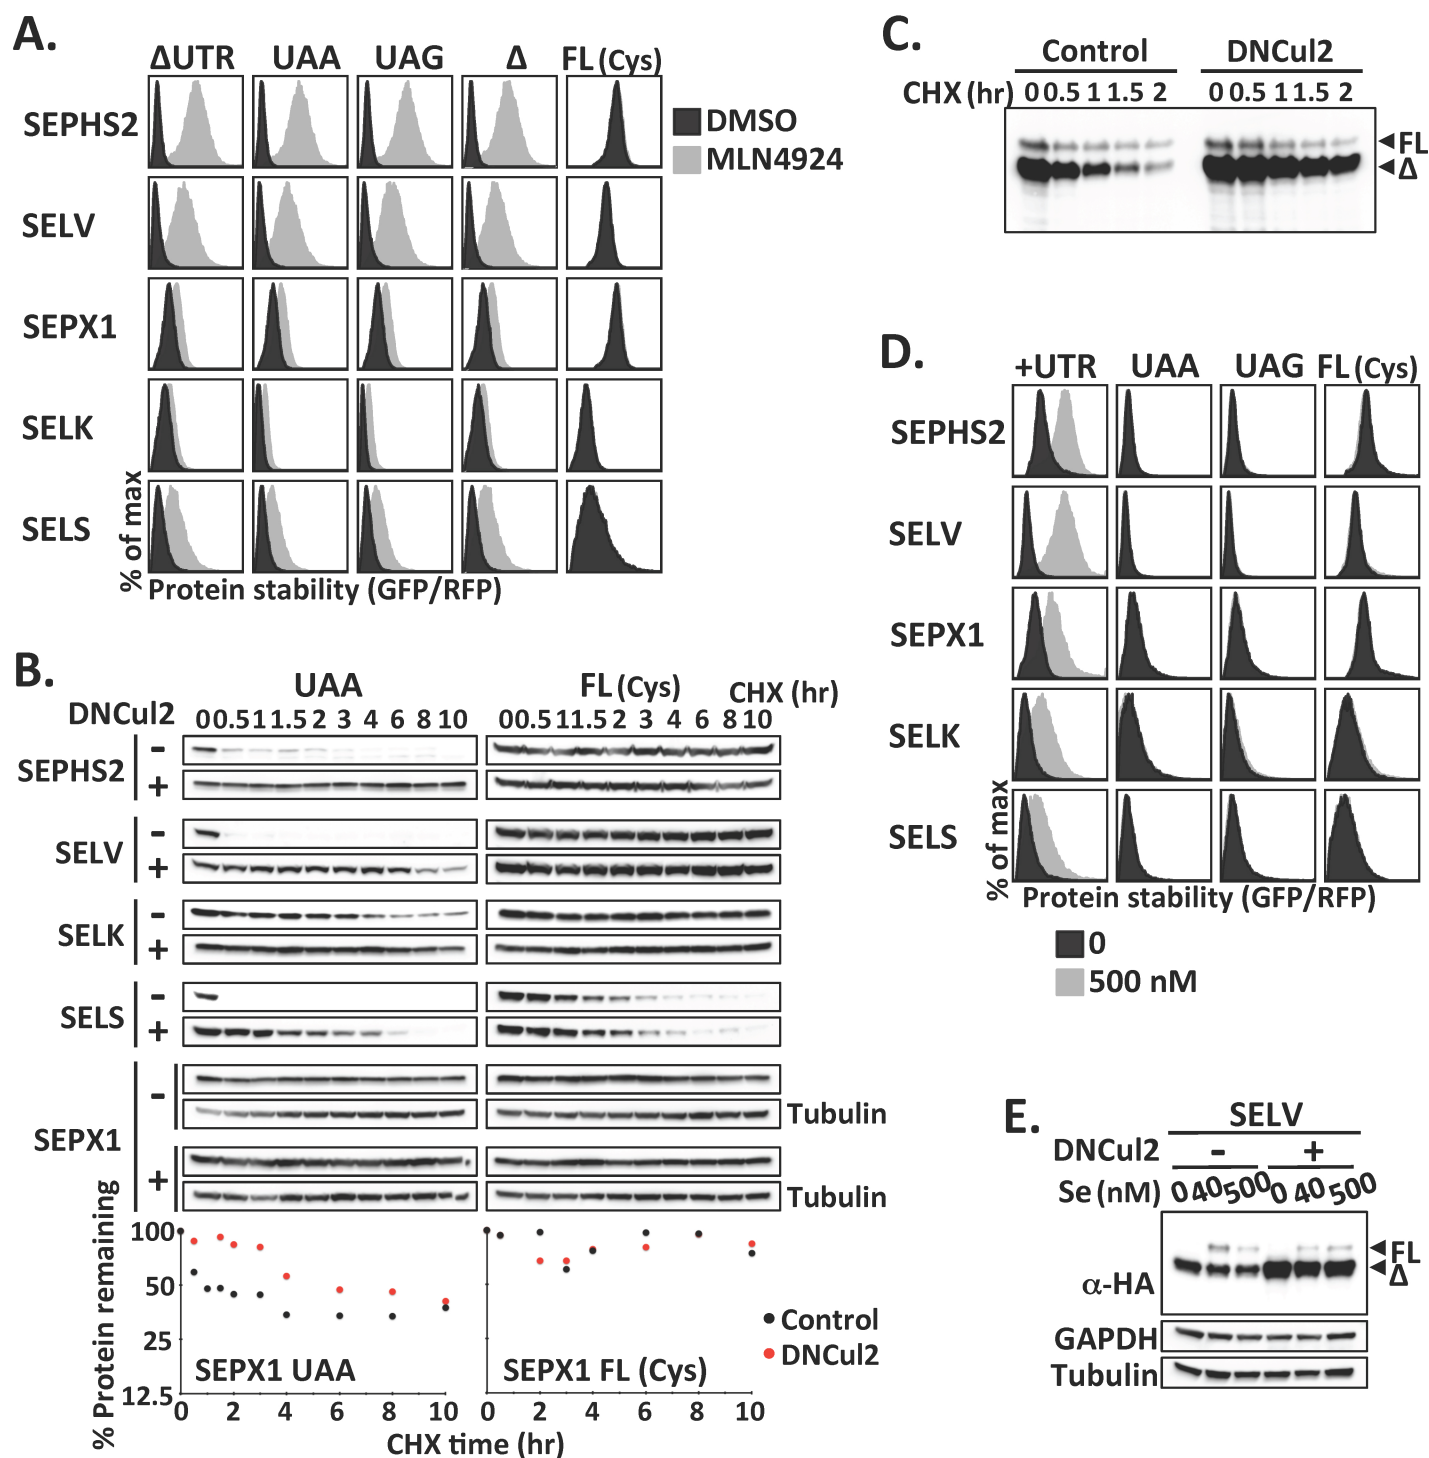 A.
ΔUTR UAA UAG Δ FL (Cys)
SEPHS2
SELV
SEPX1
SELK
SELS
DMSO
MLN4924
% of max
Protein stability (GFP/RFP)
B.
UAA FL (Cys) CHX (hr)
DNCul2 0 0.5 1 1.5 2 3 4 6 8 10 0 0.5 1 1.5 2 3 4 6 8 10
SEPHS2 - +
SELV - +
SELK - +
SELS - +
SEPX1 - +
Tubulin
Tubulin
% Protein remaining
100
50
25
12.5
SEPX1 UAA SEPX1 FL (Cys)
Control
DNCul2
0 2 4 6 8 10 0 2 4 6 8 10
CHX time (hr)
C.
Control DNCul2
CHX (hr) 0 0.5 1 1.5 2 0 0.5 1 1.5 2
FL
Δ
D.
+UTR UAA UAG FL (Cys)
SEPHS2
SELV
SEPX1
SELK
SELS
% of max
Protein stability (GFP/RFP)
0
500 nM
E.
SELV
DNCul2 - +
Se (nM) 0 40 500 0 40 500
FL
Δ
α-HA
GAPDH
Tubulin